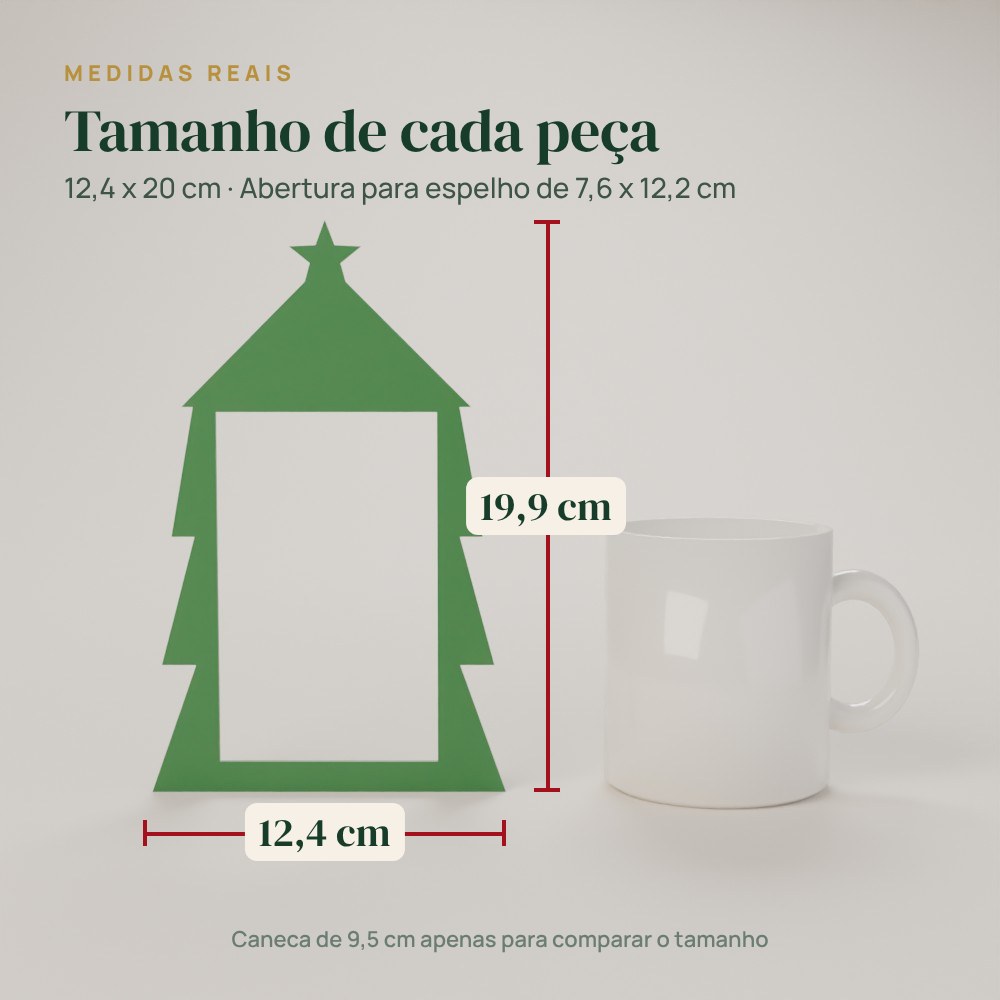 MEDIDAS REAIS
Tamanho de cada peça
12,4 x 20 cm · Abertura para espelho de 7,6 x 12,2 cm
19,9 cm
12,4 cm
Caneca de 9,5 cm apenas para comparar o tamanho